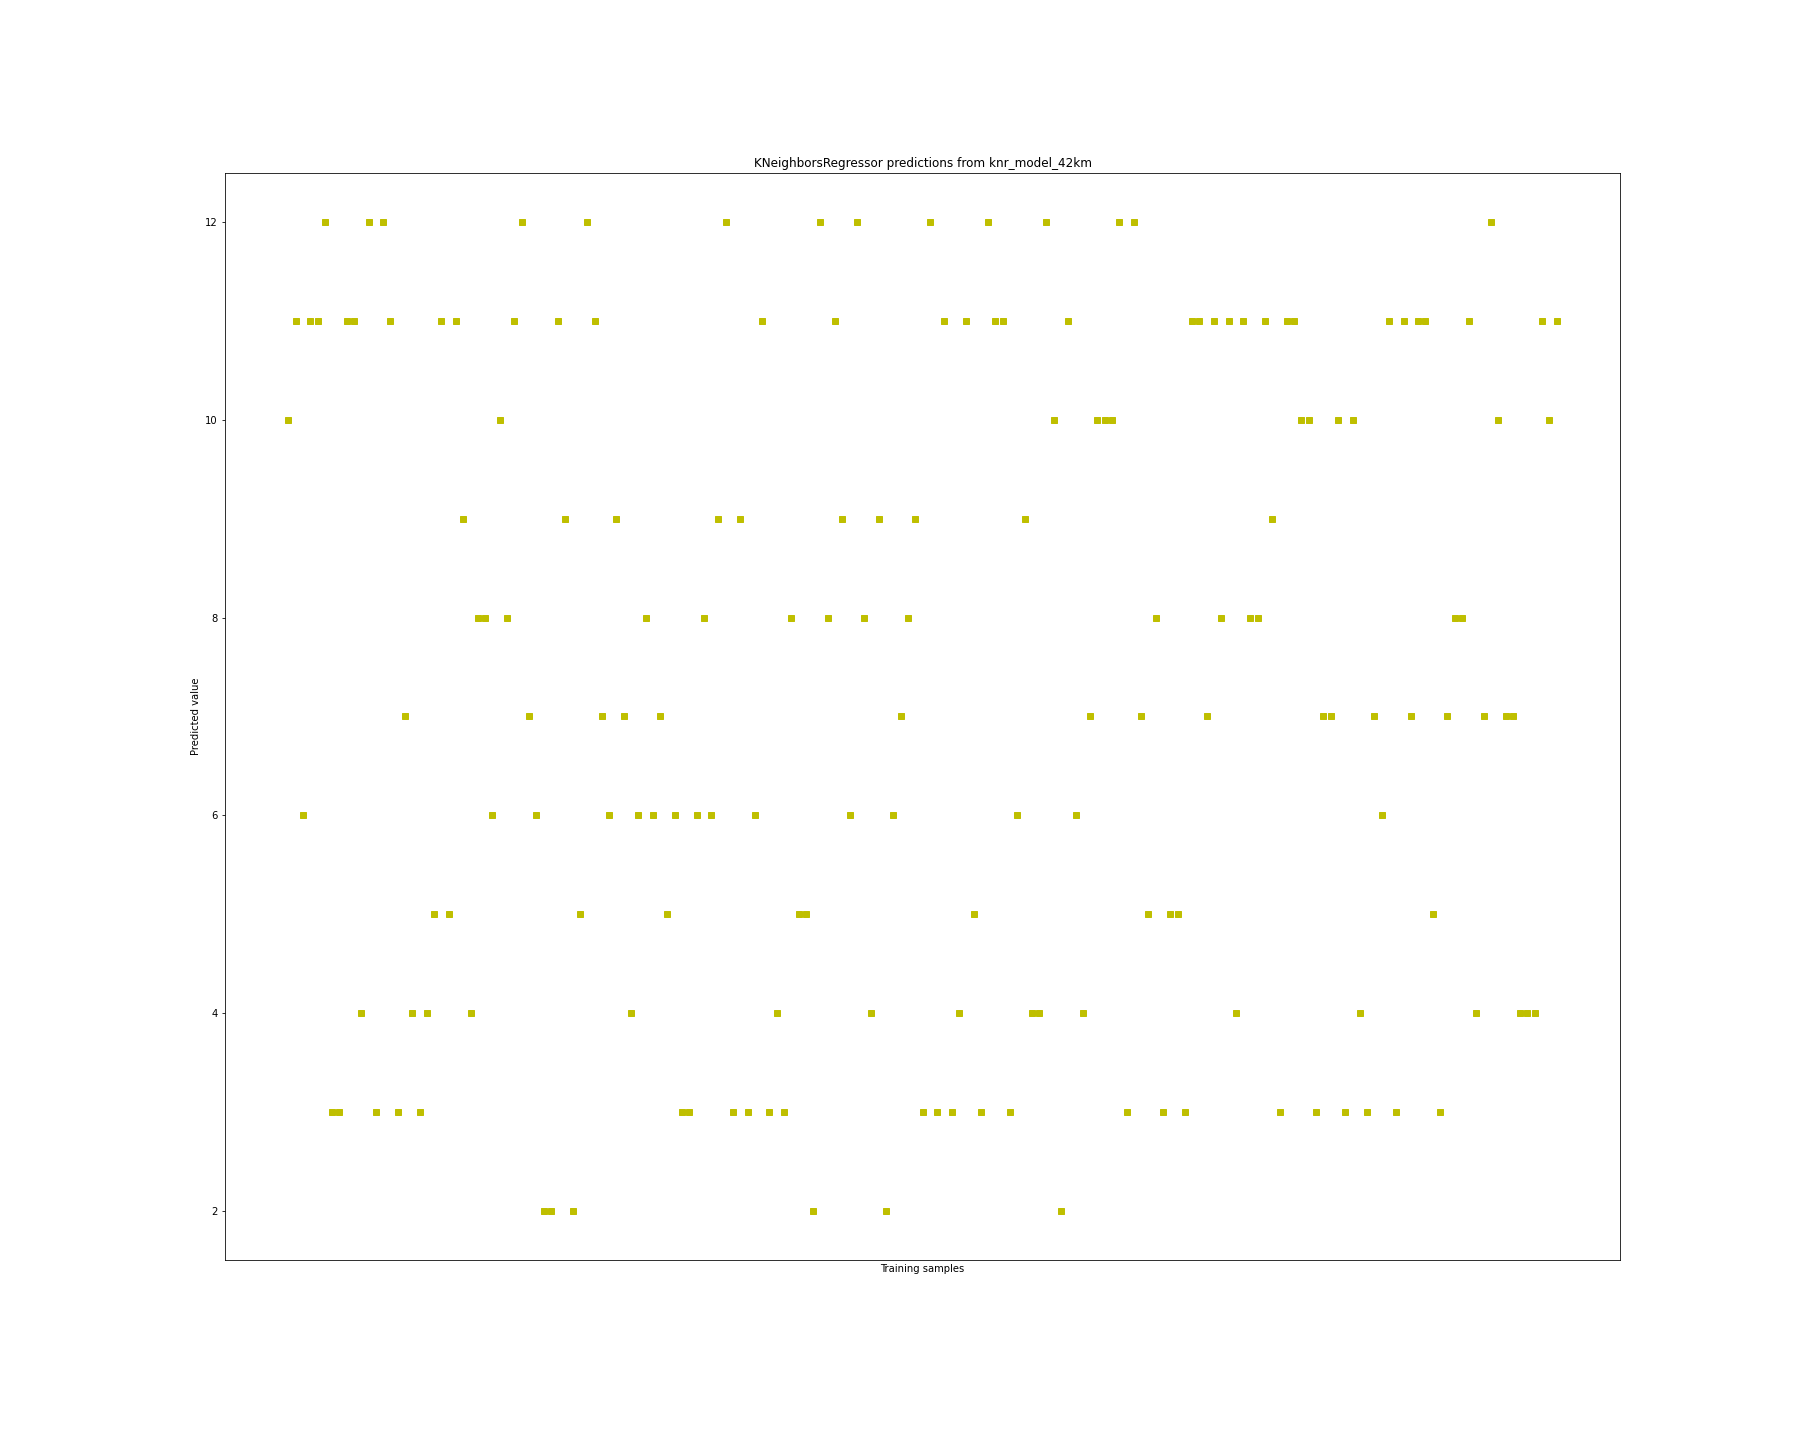 KNeighborsRegressor predictions from knr_model_42km
12
10
8
6
4
2
Predicted value
Training samples